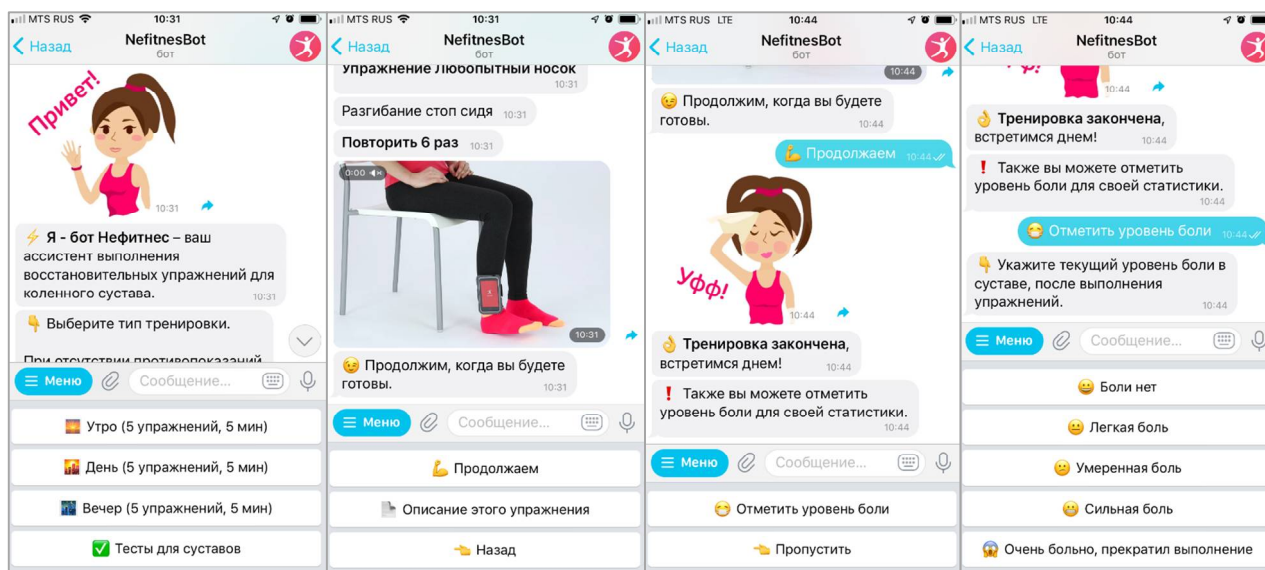 MTS RUS 10:31
Назад
NefitnesBot
бот
Привет!
10:31
⚡ Я - бот Нефитнес – ваш
ассистент выполнения
восстановительных упражнений для
коленного сустава. 10:31
👇 Выберите тип тренировки.
При отсутствии противопоказаний
Меню
Сообщение...
🌅 Утро (5 упражнений, 5 мин)
🌇 День (5 упражнений, 5 мин)
🌃 Вечер (5 упражнений, 5 мин)
✅ Тесты для суставов
MTS RUS 10:31
Назад
NefitnesBot
бот
Упражнение Любопытный носок
10:31
Разгибание стоп сидя 10:31
Повторить 6 раз 10:31
0:00
10:31
😉 Продолжим, когда вы будете
готовы. 10:31
Меню
Сообщение...
💪 Продолжаем
Описание этого упражнения
👈 Назад
MTS RUS LTE 10:44
Назад
NefitnesBot
бот
10:44
😉 Продолжим, когда вы будете
готовы. 10:44
💪 Продолжаем 10:44
Уфф!
10:44
👌 Тренировка закончена,
встретимся днем! 10:44
❗ Также вы можете отметить
уровень боли для своей статистики.
10:44
Меню
Сообщение...
😷 Отметить уровень боли
👈 Пропустить
MTS RUS LTE 10:44
Назад
NefitnesBot
бот
10:44
👌 Тренировка закончена,
встретимся днем! 10:44
❗ Также вы можете отметить
уровень боли для своей статистики.
10:44
😷 Отметить уровень боли 10:44
👇 Укажите текущий уровень боли в
суставе, после выполнения
упражнений. 10:44
Меню
Сообщение...
😀 Боли нет
😐 Легкая боль
😕 Умеренная боль
😬 Сильная боль
😱 Очень больно, прекратил выполнение